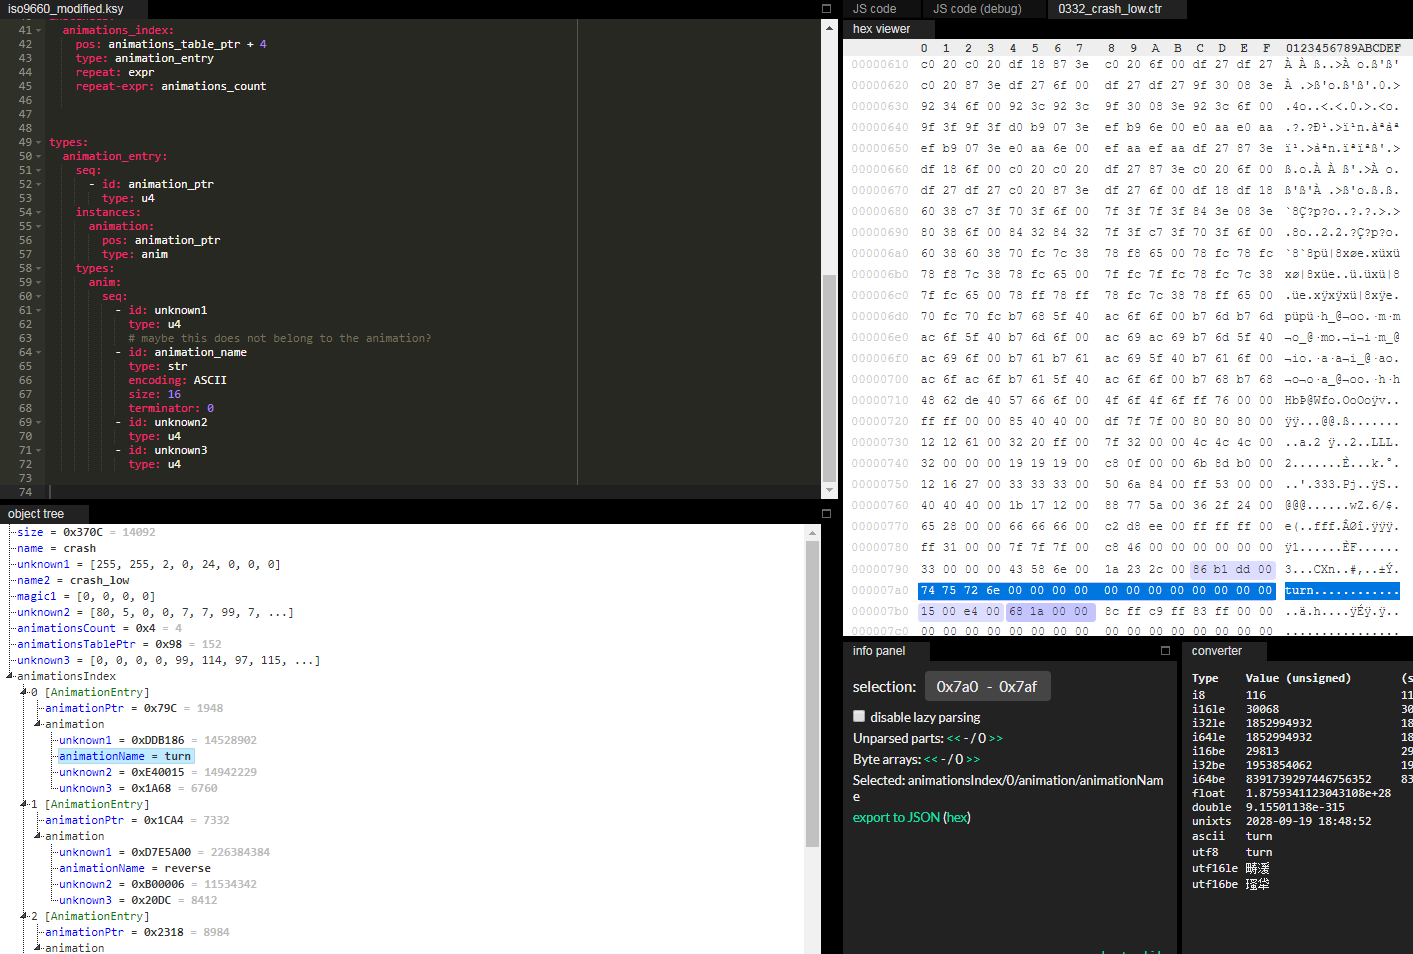 iso9660_modified.ksy
41 animations_index:
42 pos: animations_table_ptr + 4
43 type: animation_entry
44 repeat: expr
45 repeat-expr: animations_count
46
47
48
49 types:
50 animation_entry:
51 seq:
52 - id: animation_ptr
53 type: u4
54 instances:
55 animation:
56 pos: animation_ptr
57 type: anim
58 types:
59 anim:
60 seq:
61 - id: unknown1
62 type: u4
63 # maybe this does not belong to the animation?
64 - id: animation_name
65 type: str
66 encoding: ASCII
67 size: 16
68 terminator: 0
69 - id: unknown2
70 type: u4
71 - id: unknown3
72 type: u4
73
74
object tree
size = 0x370C = 14092
name = crash
unknown1 = [255, 255, 2, 0, 24, 0, 0, 0]
name2 = crash_low
magic1 = [0, 0, 0, 0]
unknown2 = [80, 5, 0, 0, 7, 7, 99, 7, ...]
animationsCount = 0x4 = 4
animationsTablePtr = 0x98 = 152
unknown3 = [0, 0, 0, 0, 99, 114, 97, 115, ...]
animationsIndex
0 [AnimationEntry]
animationPtr = 0x79C = 1948
animation
unknown1 = 0xDDB186 = 14528902
animationName = turn
unknown2 = 0xE40015 = 14942229
unknown3 = 0x1A68 = 6760
1 [AnimationEntry]
animationPtr = 0x1CA4 = 7332
animation
unknown1 = 0xD7E5A00 = 226384384
animationName = reverse
unknown2 = 0xB00006 = 11534342
unknown3 = 0x20DC = 8412
2 [AnimationEntry]
animationPtr = 0x2318 = 8984
animation
JS code JS code (debug) 0332_crash_low.ctr
hex viewer
0 1 2 3 4 5 6 7 8 9 A B C D E F 0123456789ABCDEF
00000610 c0 20 c0 20 df 18 87 3e c0 20 6f 00 df 27 df 27 À À ß..>À o.ß'ß'
00000620 c0 20 87 3e df 27 6f 00 df 27 df 27 9f 30 08 3e À .>ß'o.ß'ß'.0.>
00000630 92 34 6f 00 92 3c 92 3c 9f 30 08 3e 92 3c 6f 00 .4o..<.<.0.>.<o.
00000640 9f 3f 9f 3f d0 b9 07 3e ef b9 6e 00 e0 aa e0 aa .?.?Ð¹.>ï¹n.àªàª
00000650 ef b9 07 3e e0 aa 6e 00 ef aa ef aa df 27 87 3e ï¹.>àªn.ïªïªß'.>
00000660 df 18 6f 00 c0 20 c0 20 df 27 87 3e c0 20 6f 00 ß.o.À À ß'.>À o.
00000670 df 27 df 27 c0 20 87 3e df 27 6f 00 df 18 df 18 ß'ß'À .>ß'o.ß.ß.
00000680 60 38 c7 3f 70 3f 6f 00 7f 3f 7f 3f 84 3e 08 3e `8Ç?p?o..?.?.>.>
00000690 80 38 6f 00 84 32 84 32 7f 3f c7 3f 70 3f 6f 00 .8o..2.2.?Ç?p?o.
000006a0 60 38 60 38 70 fc 7c 38 78 f8 65 00 78 fc 78 fc `8`8pü|8xøe.xüxü
000006b0 78 f8 7c 38 78 fc 65 00 7f fc 7f fc 78 fc 7c 38 xø|8xüe..ü.üxü|8
000006c0 7f fc 65 00 78 ff 78 ff 78 fc 7c 38 78 ff 65 00 .üe.xÿxÿxü|8xÿe.
000006d0 70 fc 70 fc b7 68 5f 40 ac 6f 6f 00 b7 6d b7 6d püpü·h_@¬oo.·m·m
000006e0 ac 6f 5f 40 b7 6d 6f 00 ac 69 ac 69 b7 6d 5f 40 ¬o_@·mo.¬i¬i·m_@
000006f0 ac 69 6f 00 b7 61 b7 61 ac 69 5f 40 b7 61 6f 00 ¬io.·a·a¬i_@·ao.
00000700 ac 6f ac 6f b7 61 5f 40 ac 6f 6f 00 b7 68 b7 68 ¬o¬o·a_@¬oo.·h·h
00000710 48 62 de 40 57 66 6f 00 4f 6f 4f 6f ff 76 00 00 HbÞ@Wfo.OoOoÿv..
00000720 ff ff 00 00 85 40 40 00 df 7f 7f 00 80 80 80 00 ÿÿ...@@.ß.......
00000730 12 12 61 00 32 20 ff 00 7f 32 00 00 4c 4c 4c 00 ..a.2 ÿ..2..LLL.
00000740 32 00 00 00 19 19 19 00 c8 0f 00 00 6b 8d b0 00 2.......È...k.°.
00000750 12 16 27 00 33 33 33 00 50 6a 84 00 ff 53 00 00 ..'.333.Pj..ÿS..
00000760 40 40 40 00 1b 17 12 00 88 77 5a 00 36 2f 24 00 @@@......wZ.6/$.
00000770 65 28 00 00 66 66 66 00 c2 d8 ee 00 ff ff ff 00 e(..fff.ÂØî.ÿÿÿ.
00000780 ff 31 00 00 7f 7f 7f 00 c8 46 00 00 00 00 00 00 ÿ1......ÈF......
00000790 33 00 00 00 43 58 6e 00 1a 23 2c 00 86 b1 dd 00 3...CXn..#,..±Ý.
000007a0 74 75 72 6e 00 00 00 00 00 00 00 00 00 00 00 00 turn............
000007b0 15 00 e4 00 68 1a 00 00 8c ff c9 ff 83 ff 00 00 ..ä.h....ÿÉÿ.ÿ..
000007c0 00 00 00 00 00 00 00 00 00 00 00 00 00 00 00 00 ................
info panel
selection: 0x7a0 - 0x7af
disable lazy parsing
Unparsed parts: << - / 0 >>
Byte arrays: << - / 0 >>
Selected: animationsIndex/0/animation/animationNam
e
export to JSON (hex)
converter
Type Value (unsigned) (s
i8 116 11
i16le 30068 30
i32le 1852994932 18
i64le 1852994932 18
i16be 29813 29
i32be 1953854062 19
i64be 8391739297446756352 83
float 1.8759341123043108e+28
double 9.15501138e-315
unixts 2028-09-19 18:48:52
ascii turn
utf8 turn
utf16le
utf16be